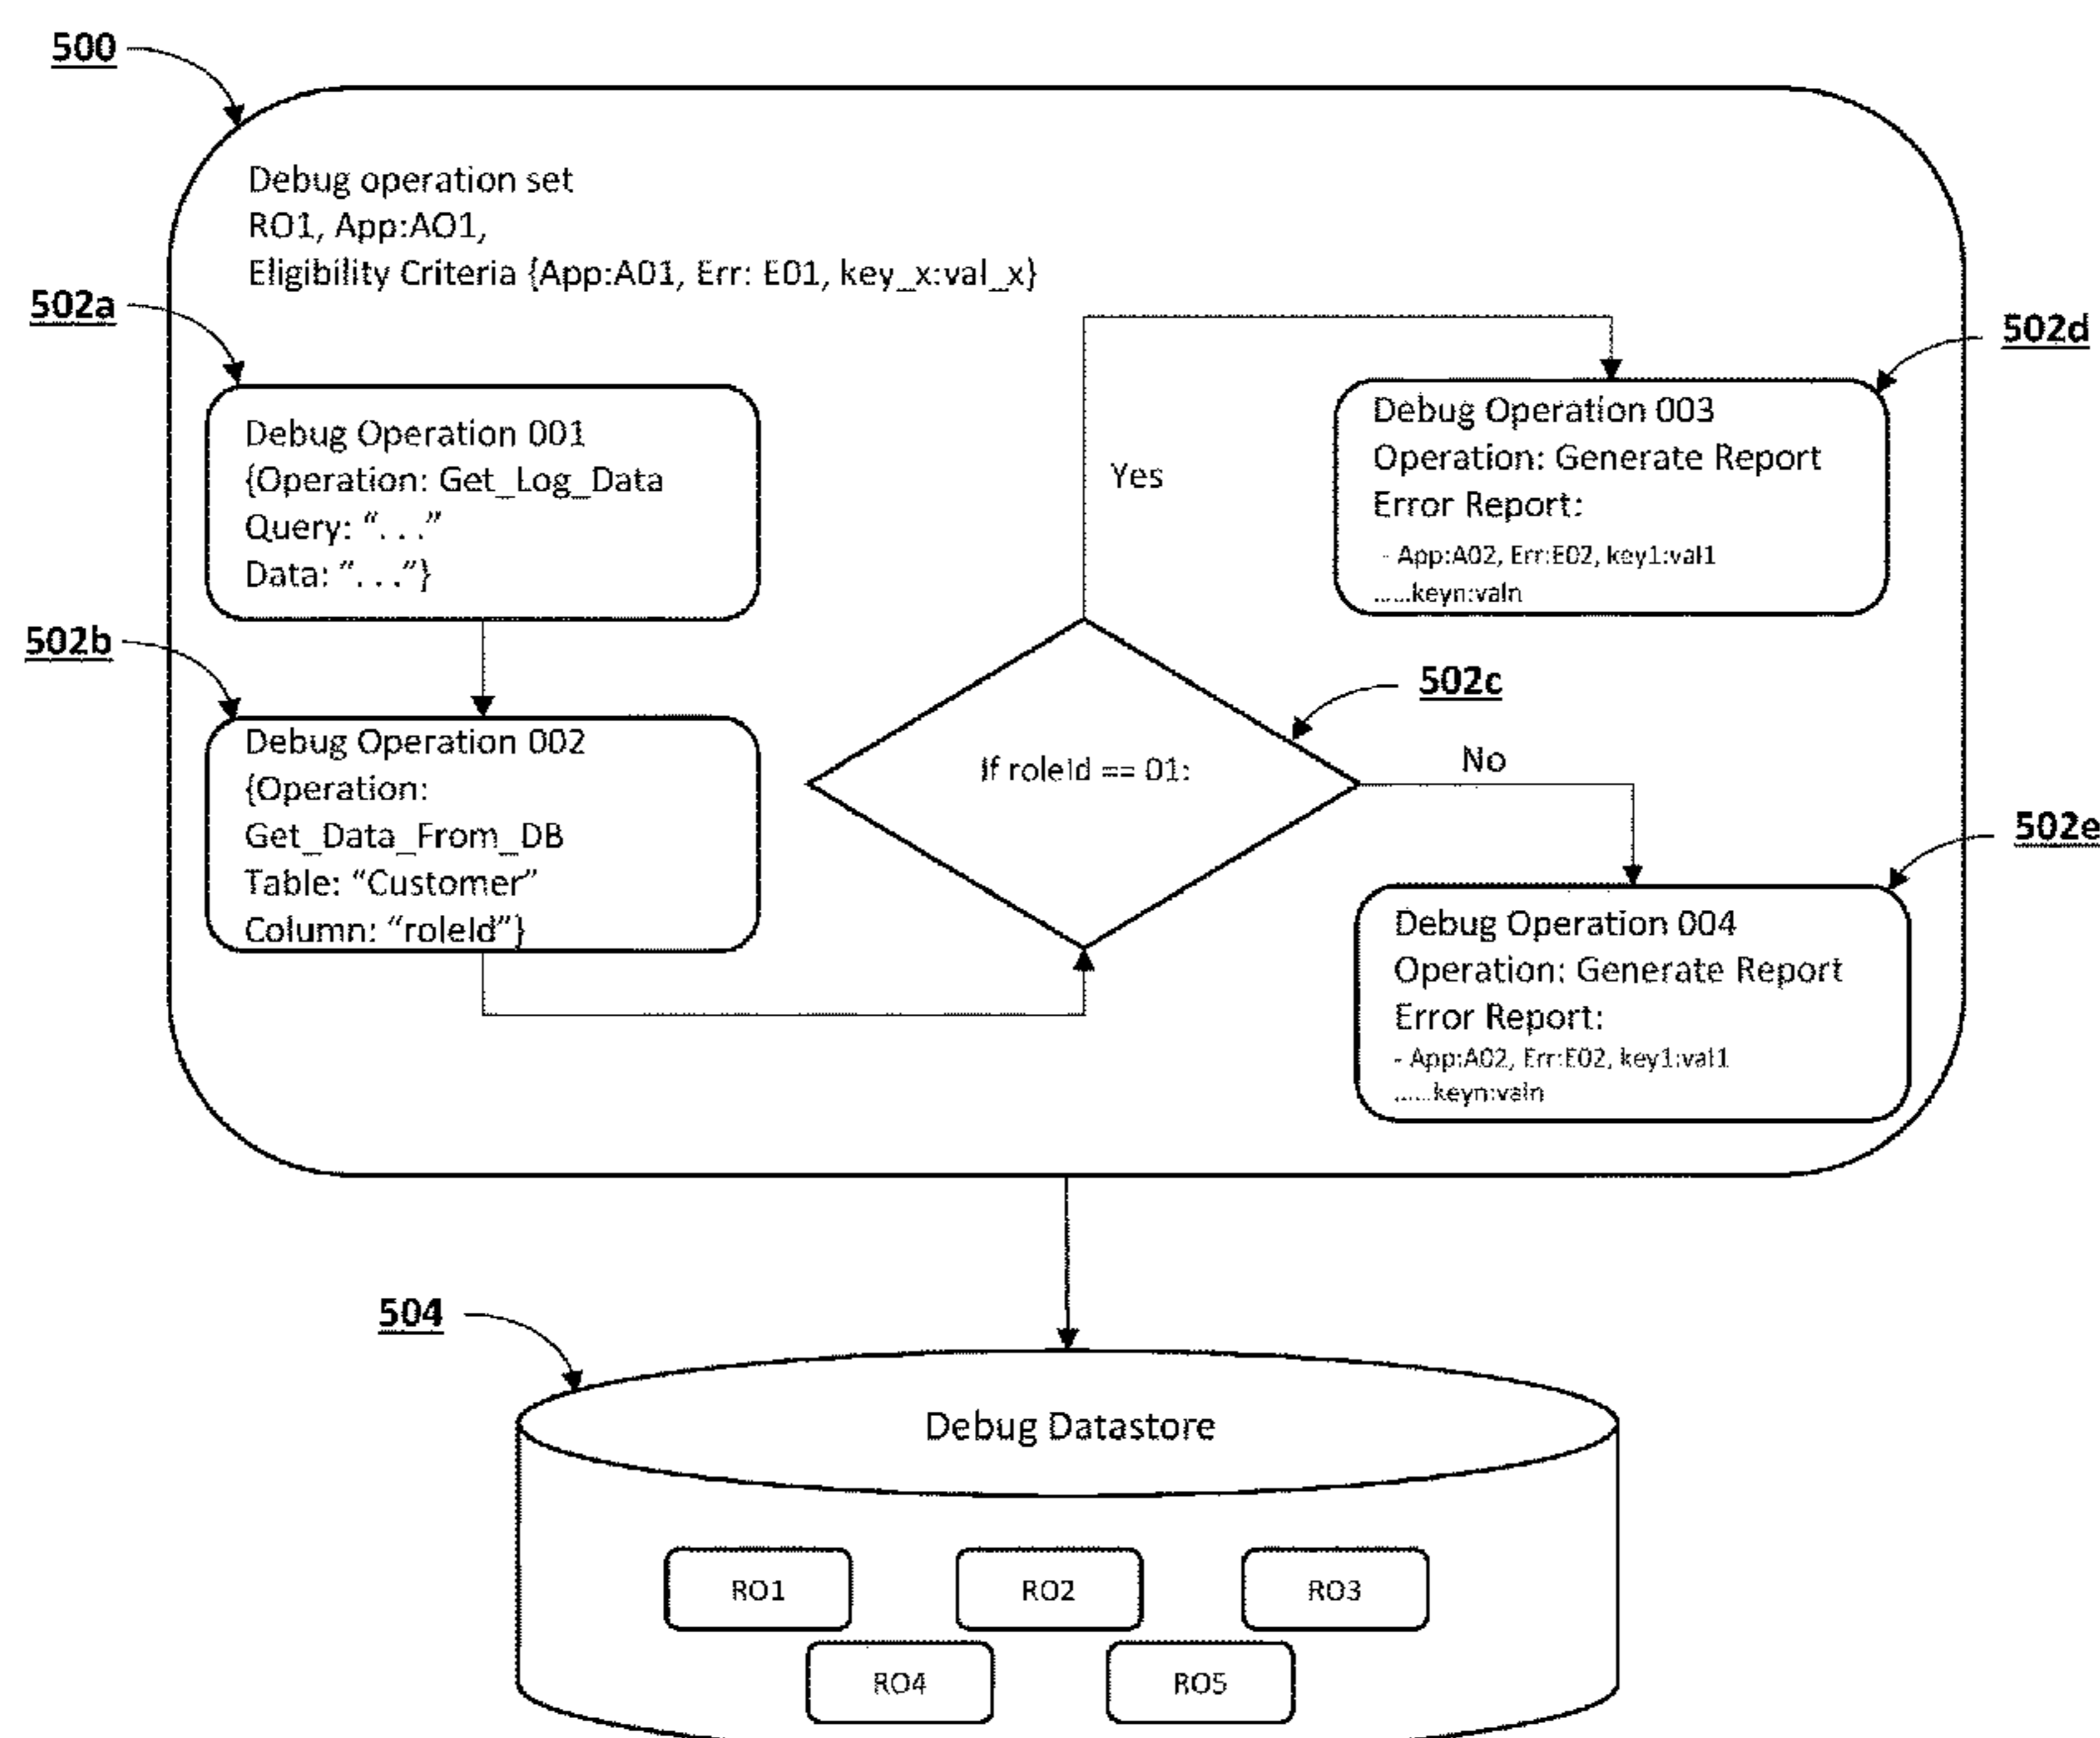 500
Debug operation set
RO1, App:AO1,
Eligibility Criteria {App:A01, Err: E01, key_x:val_x}
502a
Debug Operation 001
{Operation: Get_Log_Data
Query: “. . .”
Data: “. . .”}
502b
Debug Operation 002
{Operation:
Get_Data_From_DB
Table: “Customer”
Column: “roleId”}
502c
If roleId == 01:
Yes
502d
Debug Operation 003
Operation: Generate Report
Error Report:
- App:A02, Err:E02, key1:val1
......keyn:valn
No
502e
Debug Operation 004
Operation: Generate Report
Error Report:
- App:A02, Err:E02, key1:val1
......keyn:valn
504
Debug Datastore
RO1
RO2
RO3
RO4
RO5